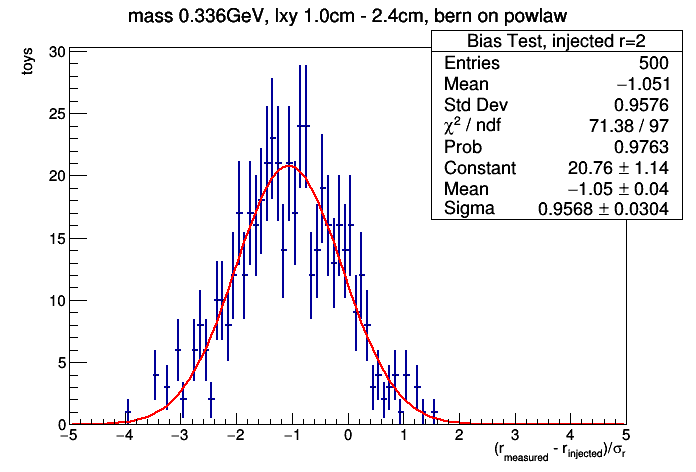 mass 0.336GeV, lxy 1.0cm - 2.4cm, bern on powlaw
Bias Test, injected r=2
Entries 500
Mean −1.051
Std Dev 0.9576
χ² / ndf 71.38 / 97
Prob 0.9763
Constant 20.76 ± 1.14
Mean −1.05 ± 0.04
Sigma 0.9568 ± 0.0304
toys
30
25
20
15
10
5
0
−5 −4 −3 −2 −1 0 1 2 3 4 5
(r_measured - r_injected)/σ_r